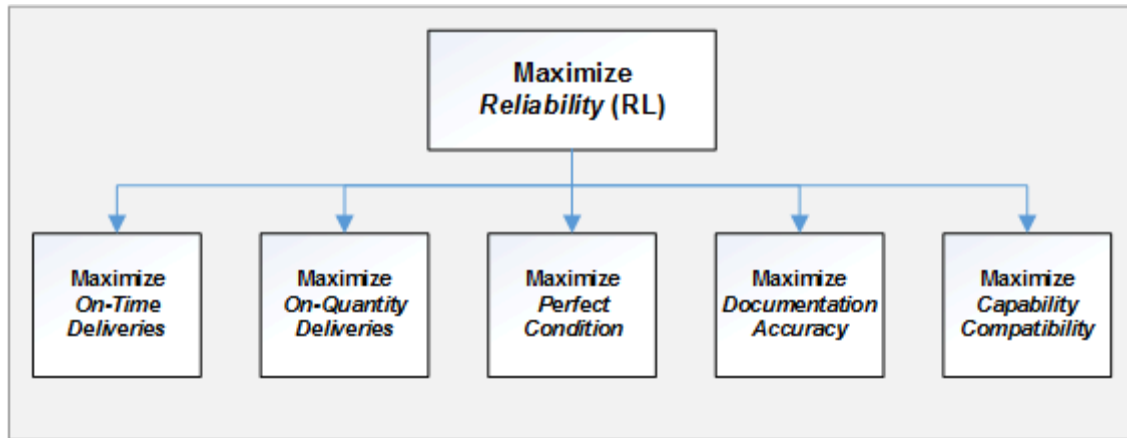 Maximize
Reliability (RL)
Maximize
On-Time
Deliveries
Maximize
On-Quantity
Deliveries
Maximize
Perfect
Condition
Maximize
Documentation
Accuracy
Maximize
Capability
Compatibility